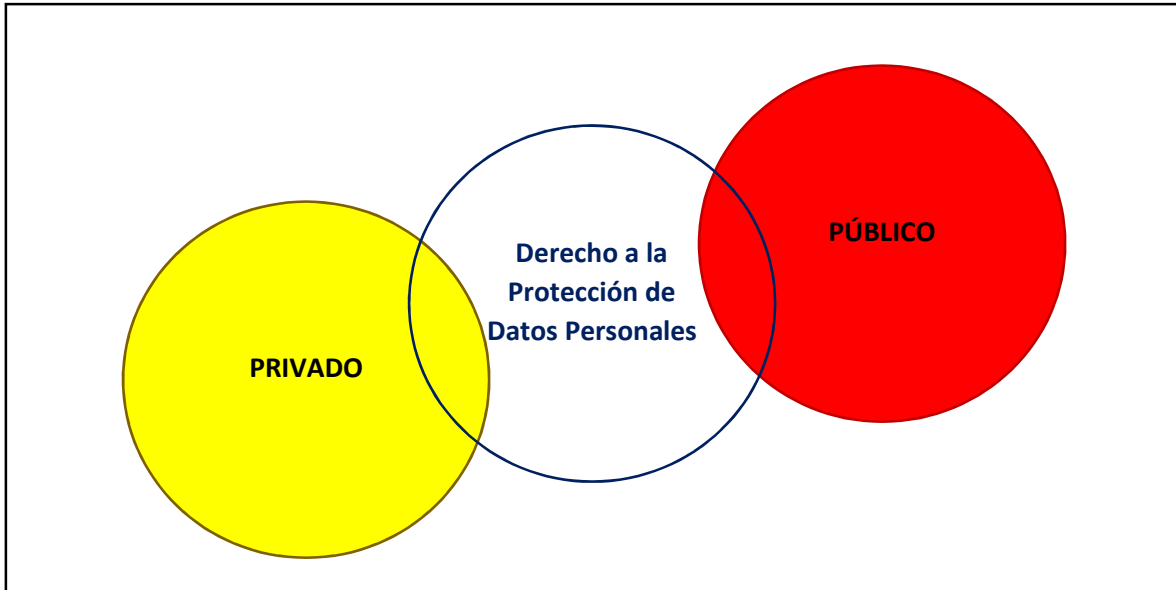 PÚBLICO
Derecho a la
Protección de
Datos Personales
PRIVADO